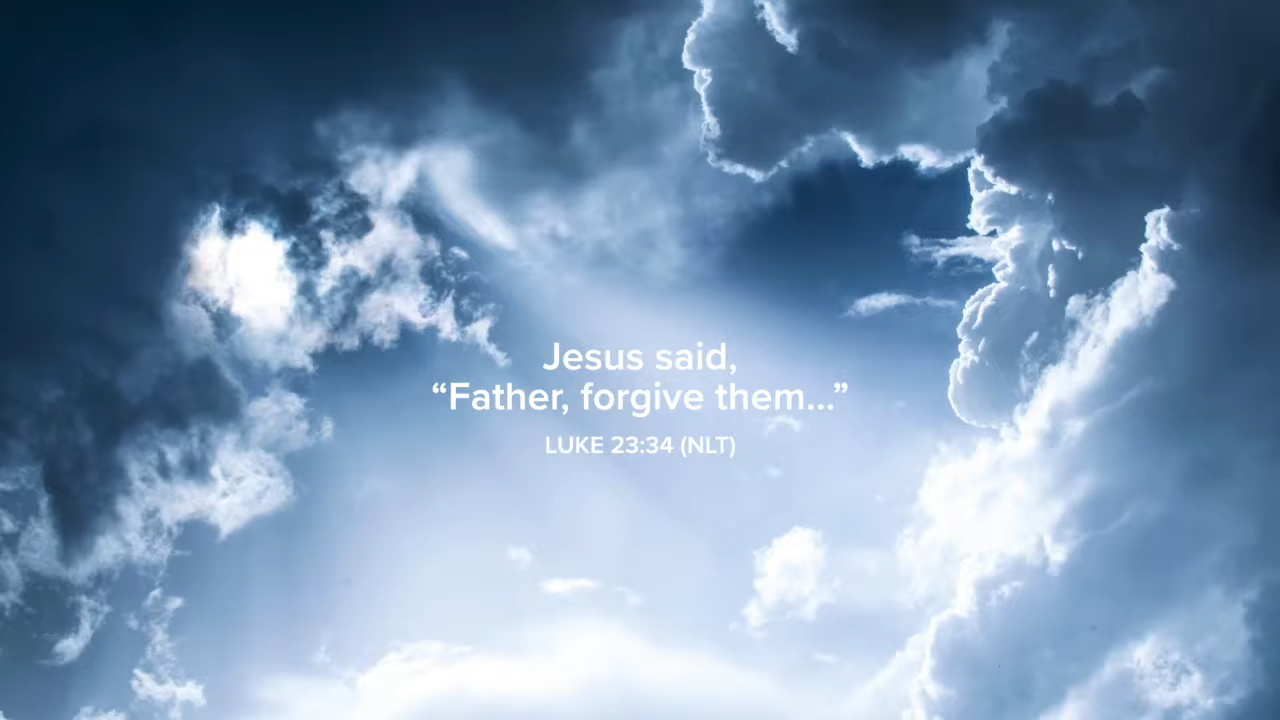 Jesus said,
“Father, forgive them...”
LUKE 23:34 (NLT)